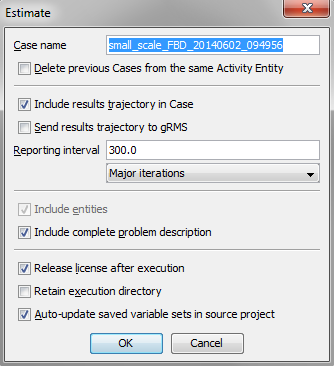 Estimate
Case name small_scale_FBD_20140602_094956
Delete previous Cases from the same Activity Entity
Include results trajectory in Case
Send results trajectory to gRMS
Reporting interval 300.0
Major iterations
Include entities
Include complete problem description
Release license after execution
Retain execution directory
Auto-update saved variable sets in source project
OK Cancel